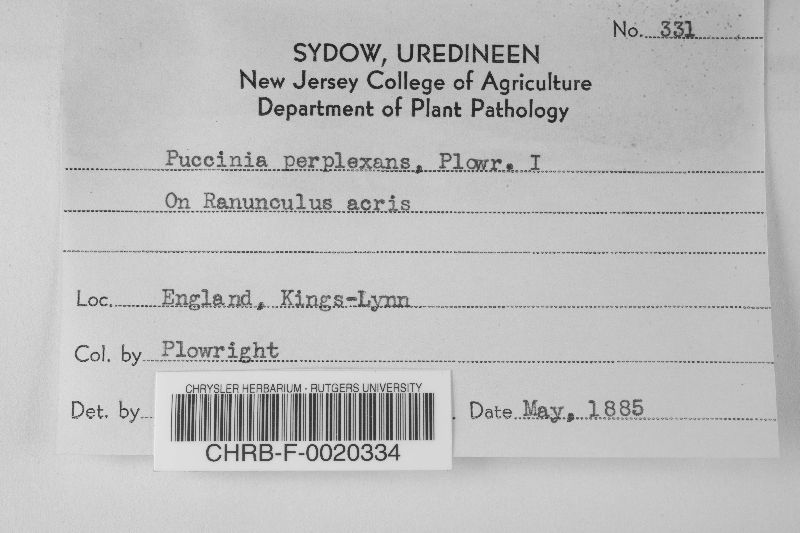 No. 331
SYDOW, UREDINEEN
New Jersey College of Agriculture
Department of Plant Pathology
Puccinia perplexans, Plowr. I
On Ranunculus acris
Loc. England, Kings-Lynn
Col. by Plowright
Det. by . Date May, 1885
CHRYSLER HERBARIUM - RUTGERS UNIVERSITY
CHRB-F-0020334